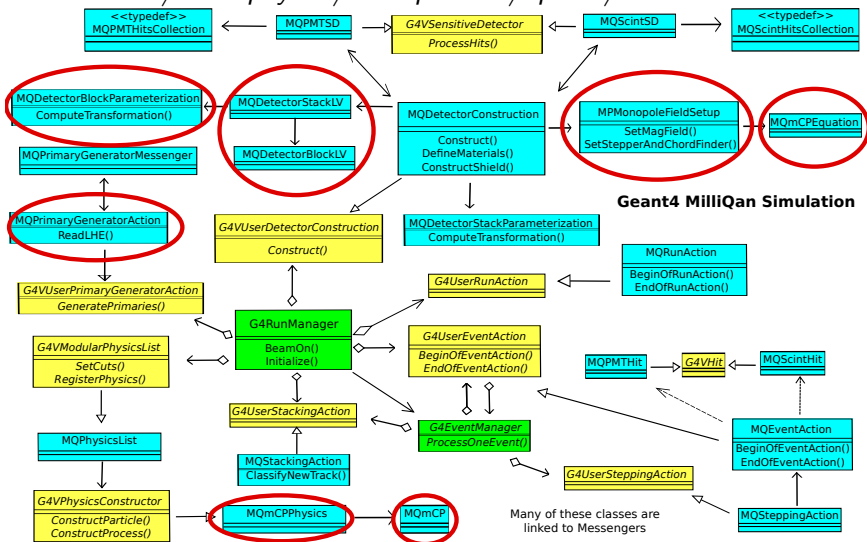 <<typedef>>
MQPMTHitsCollection
MQPMTSD
G4VSensitiveDetector
ProcessHits()
MQScintSD
<<typedef>>
MQScintHitsCollection
MQDetectorBlockParameterization
ComputeTransformation()
MQDetectorStackLV
MQDetectorBlockLV
MQDetectorConstruction
Construct()
DefineMaterials()
ConstructShield()
MPMonopoleFieldSetup
SetMagField()
SetStepperAndChordFinder()
MQmCPEquation
MQPrimaryGeneratorMessenger
Geant4 MilliQan Simulation
MQPrimaryGeneratorAction
ReadLHE()
G4VUserDetectorConstruction
Construct()
MQDetectorStackParameterization
ComputeTransformation()
MQRunAction
BeginOfRunAction()
EndOfRunAction()
G4VUserPrimaryGeneratorAction
GeneratePrimaries()
G4UserRunAction
G4RunManager
BeamOn()
Initialize()
G4VModularPhysicsList
SetCuts()
RegisterPhysics()
G4UserEventAction
BeginOfEventAction()
EndOfEventAction()
MQPMTHit
G4VHit
MQScintHit
G4UserStackingAction
G4EventManager
ProcessOneEvent()
MQEventAction
BeginOfEventAction()
EndOfEventAction()
MQPhysicsList
MQStackingAction
ClassifyNewTrack()
G4UserSteppingAction
G4VPhysicsConstructor
ConstructParticle()
ConstructProcess()
MQmCPPhysics
MQmCP
Many of these classes are
linked to Messengers
MQSteppingAction